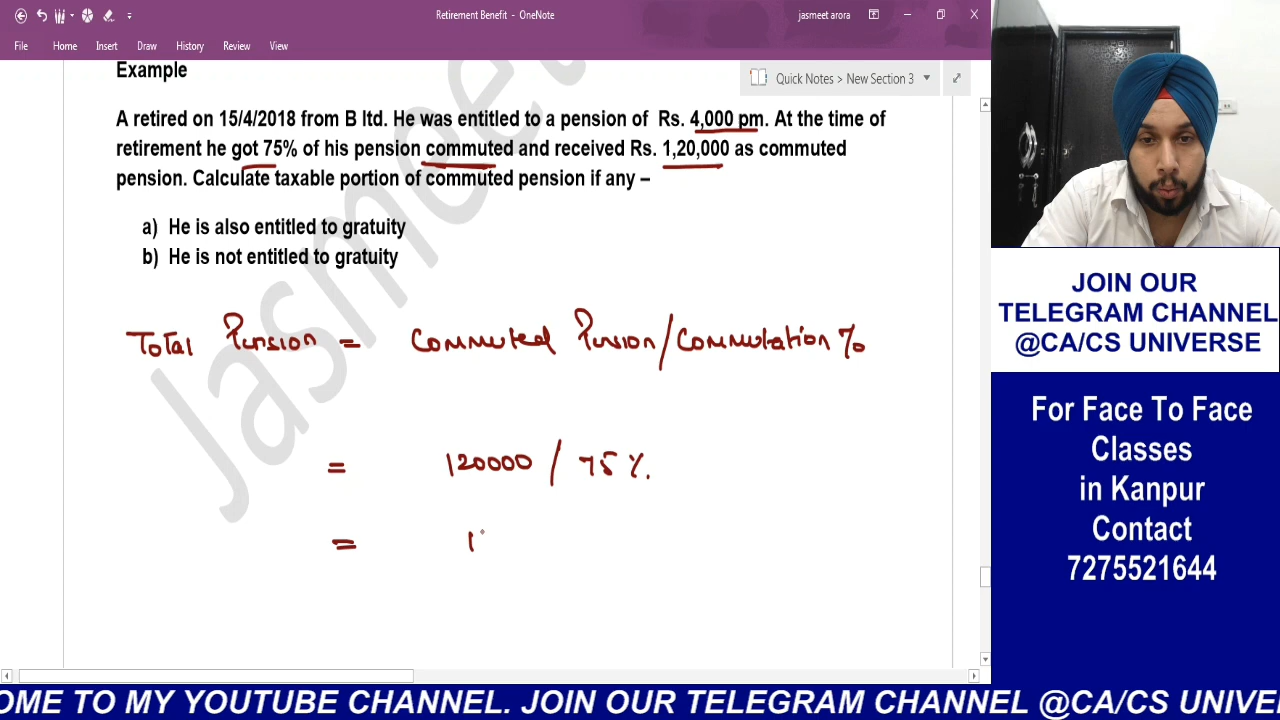 Retirement Benefit - OneNote
jasmeet arora
File Home Insert Draw History Review View
Quick Notes > New Section 3
Example
A retired on 15/4/2018 from B ltd. He was entitled to a pension of Rs. 4,000 pm. At the time of
retirement he got 75% of his pension commuted and received Rs. 1,20,000 as commuted
pension. Calculate taxable portion of commuted pension if any –
a) He is also entitled to gratuity
b) He is not entitled to gratuity
Total Pension = Commuted Pension/Commutation %
= 120000 / 75%.
= 1
Jasmeet
JOIN OUR
TELEGRAM CHANNEL
@CA/CS UNIVERSE
For Face To Face
Classes
in Kanpur
Contact
7275521644
OME TO MY YOUTUBE CHANNEL. JOIN OUR TELEGRAM CHANNEL @CA/CS UNIVE